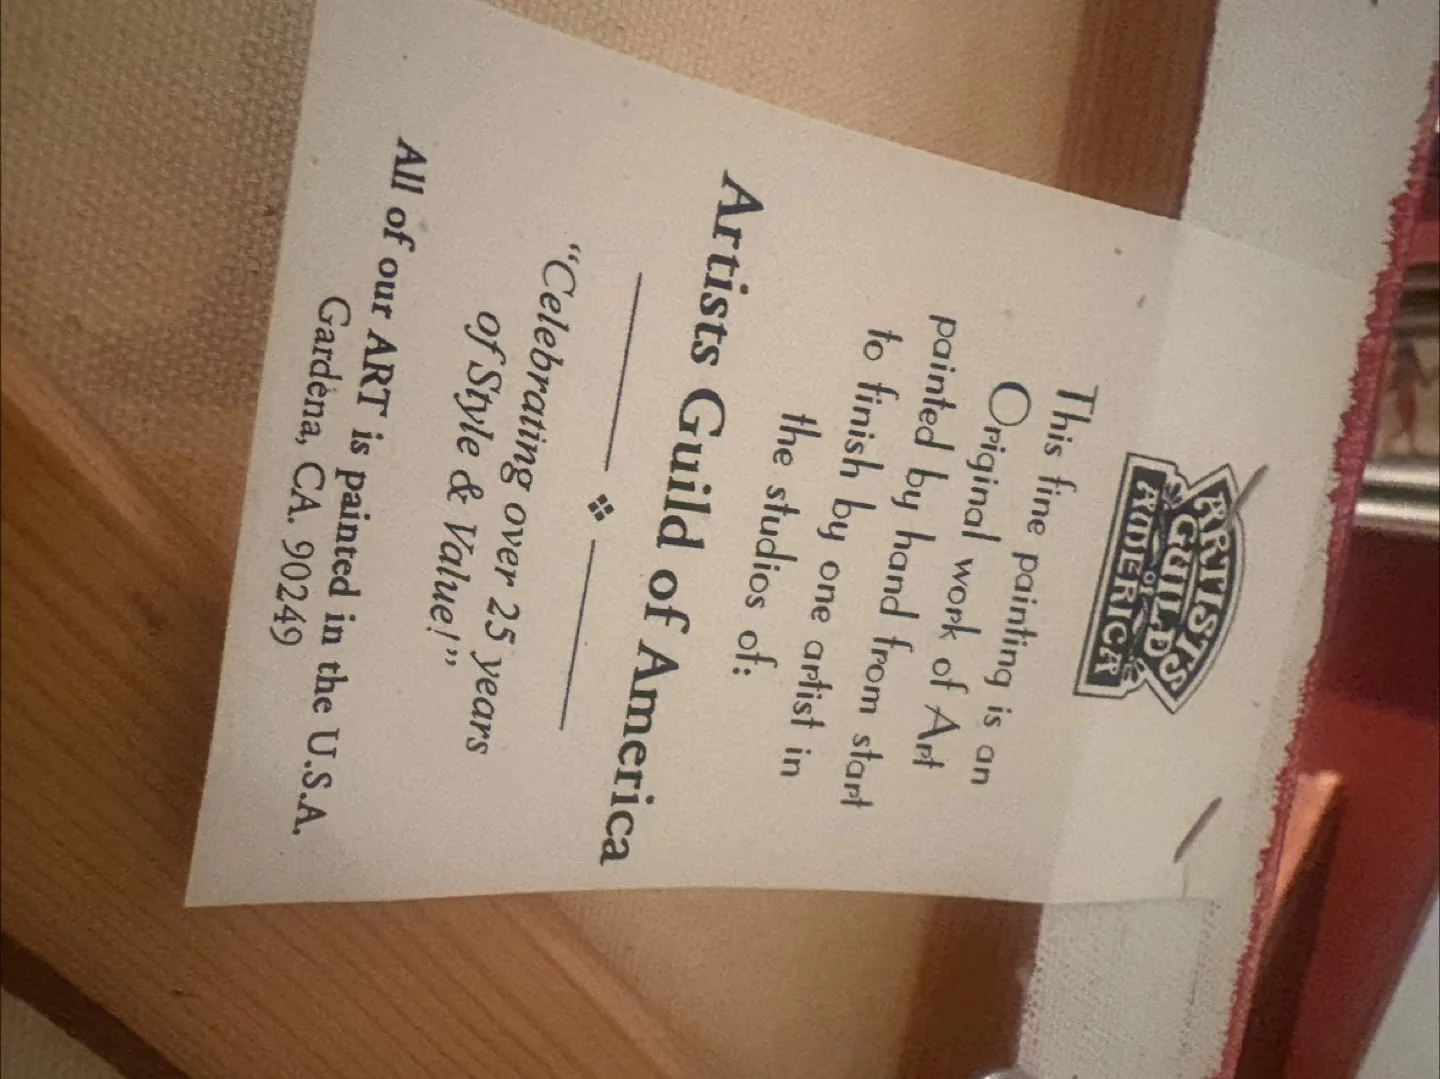 ARTISTS
GUILDS
OF
AMERICA
This fine painting is an
Original work of Art
painted by hand from start
to finish by one artist in
the studios of:
Artists Guild of America
"Celebrating over 25 years
of Style & Value!"
All of our ART is painted in the U.S.A.
Gardena, CA. 90249